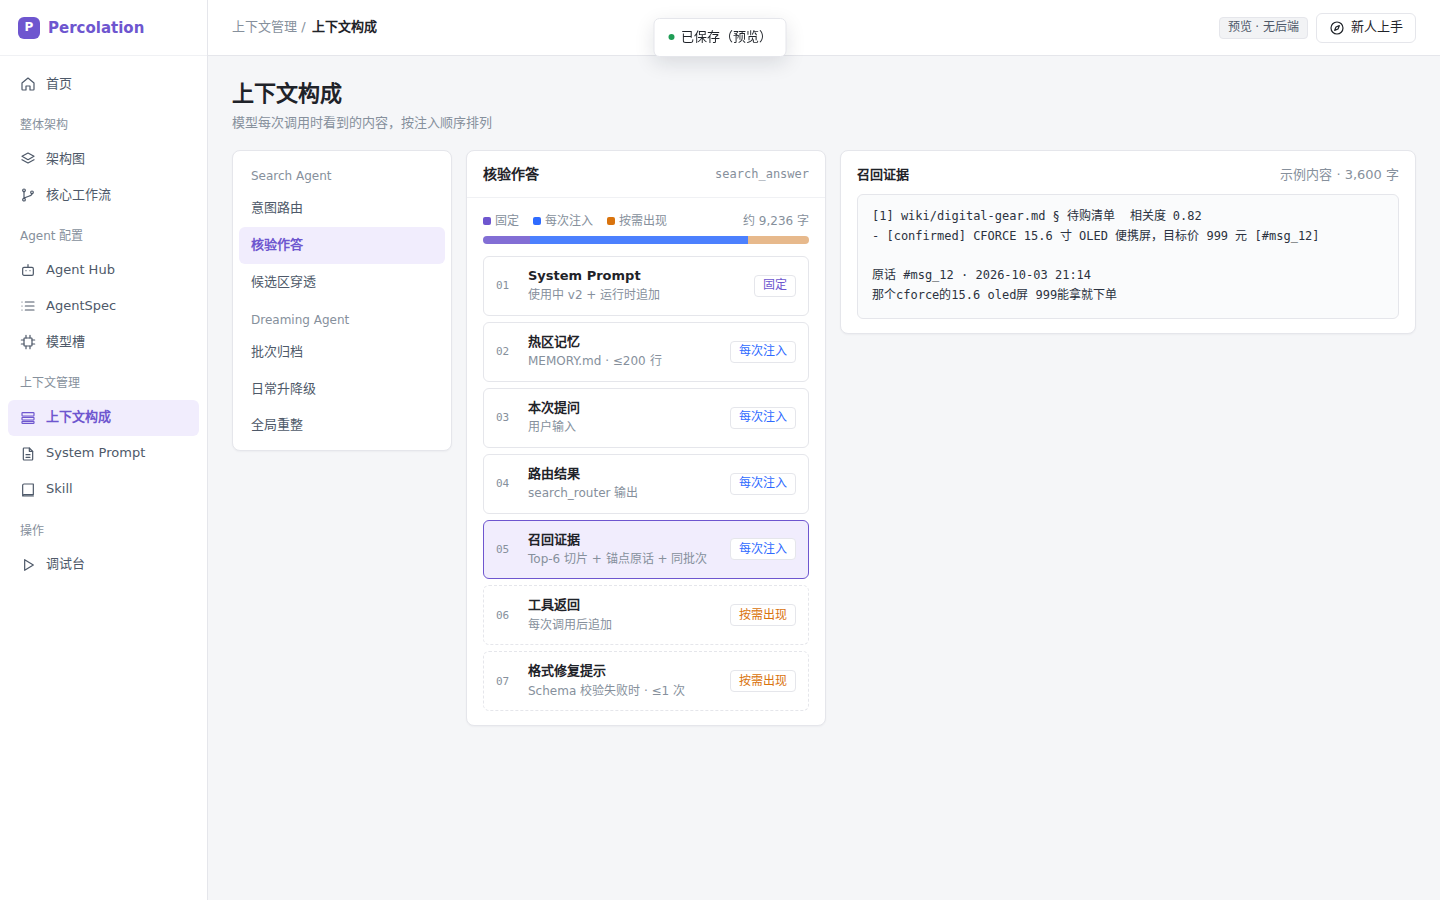 P Percolation
首页
整体架构
架构图
核心工作流
Agent 配置
Agent Hub
AgentSpec
模型槽
上下文管理
上下文构成
System Prompt
Skill
操作
调试台
上下文管理 / 上下文构成
已保存（预览）
预览 · 无后端
新人上手
上下文构成
模型每次调用时看到的内容，按注入顺序排列
Search Agent
意图路由
核验作答
候选区穿透
Dreaming Agent
批次归档
日常升降级
全局重整
核验作答 search_answer
固定 每次注入 按需出现 约 9,236 字
01 System Prompt 固定
使用中 v2 + 运行时追加
02 热区记忆 每次注入
MEMORY.md · ≤200 行
03 本次提问 每次注入
用户输入
04 路由结果 每次注入
search_router 输出
05 召回证据 每次注入
Top-6 切片 + 锚点原话 + 同批次
06 工具返回 按需出现
每次调用后追加
07 格式修复提示 按需出现
Schema 校验失败时 · ≤1 次
召回证据 示例内容 · 3,600 字
[1] wiki/digital-gear.md § 待购清单 相关度 0.82
- [confirmed] CFORCE 15.6 寸 OLED 便携屏，目标价 999 元 [#msg_12]
原话 #msg_12 · 2026-10-03 21:14
那个cforce的15.6 oled屏 999能拿就下单